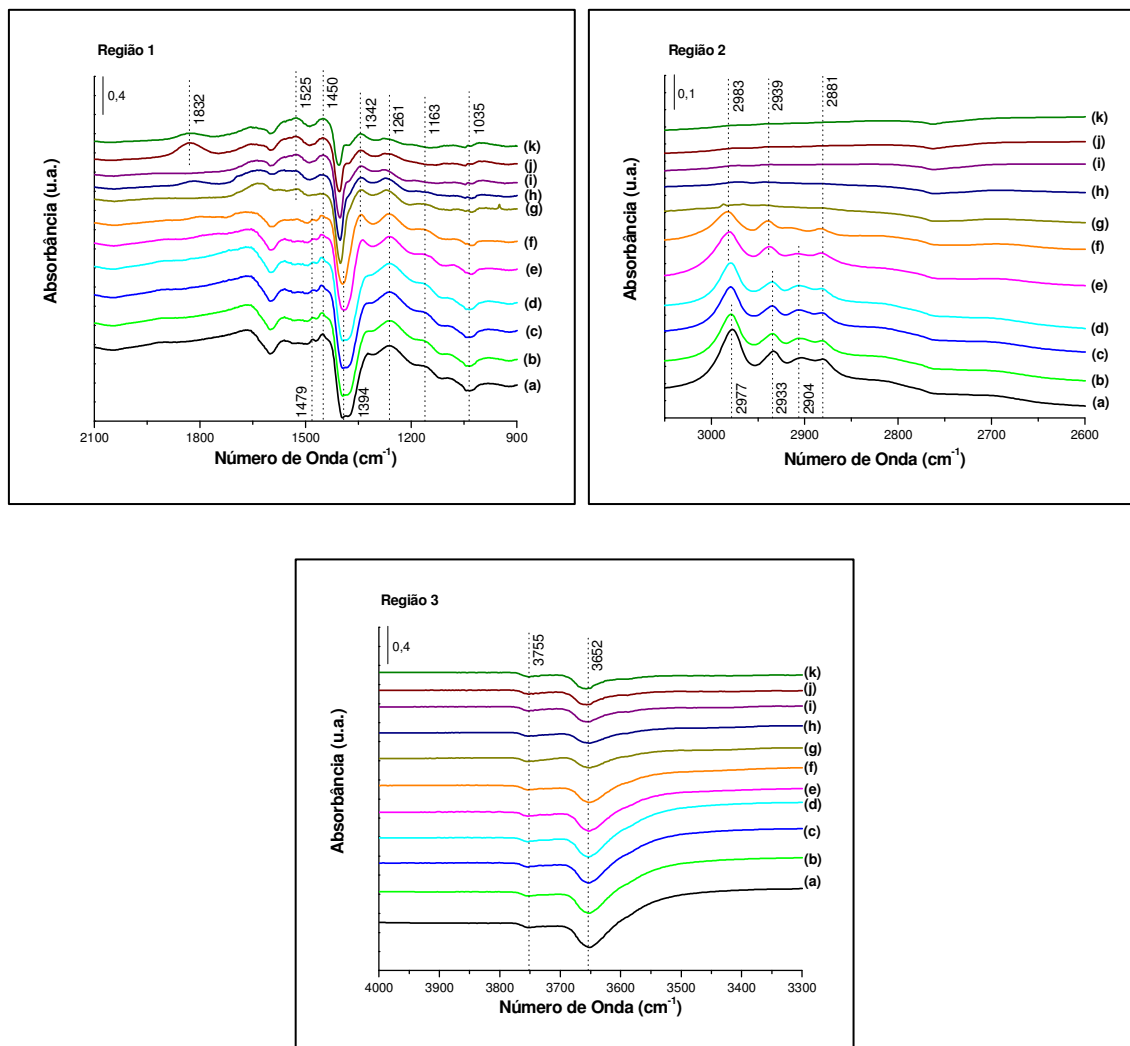 Região 1
0,4
1832
1525
1450
1342
1261
1163
1035
(k)
(j)
(i)
(h)
(g)
(f)
(e)
(d)
(c)
(b)
(a)
1479
1394
Absorbância (u.a.)
2100 1800 1500 1200 900
Número de Onda (cm-1)
Região 2
0,1
2983
2939
2881
(k)
(j)
(i)
(h)
(g)
(f)
(e)
(d)
(c)
(b)
(a)
2977
2933
2904
Absorbância (u.a.)
3000 2900 2800 2700 2600
Número de Onda (cm-1)
Região 3
0,4
3755
3652
(k)
(j)
(i)
(h)
(g)
(f)
(e)
(d)
(c)
(b)
(a)
Absorbância (u.a.)
4000 3900 3800 3700 3600 3500 3400 3300
Número de Onda (cm-1)